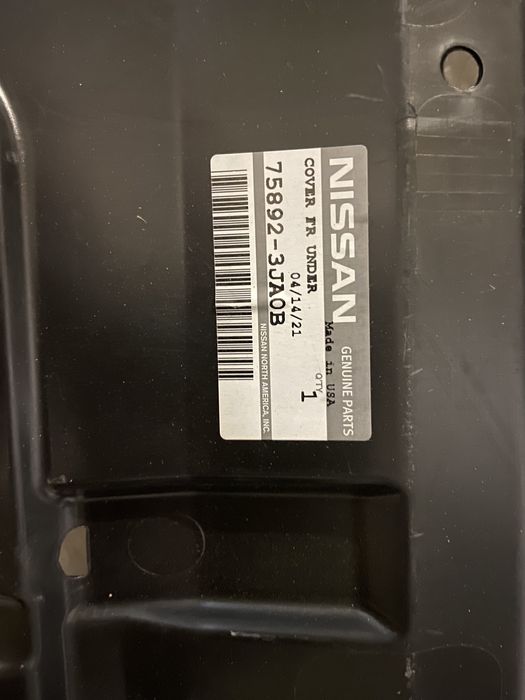 NISSAN GENUINE PARTS
Made in USA
COVER FR UNDER
QTY
1
04/14/21
75892-3JA0B
NISSAN NORTH AMERICA, INC.